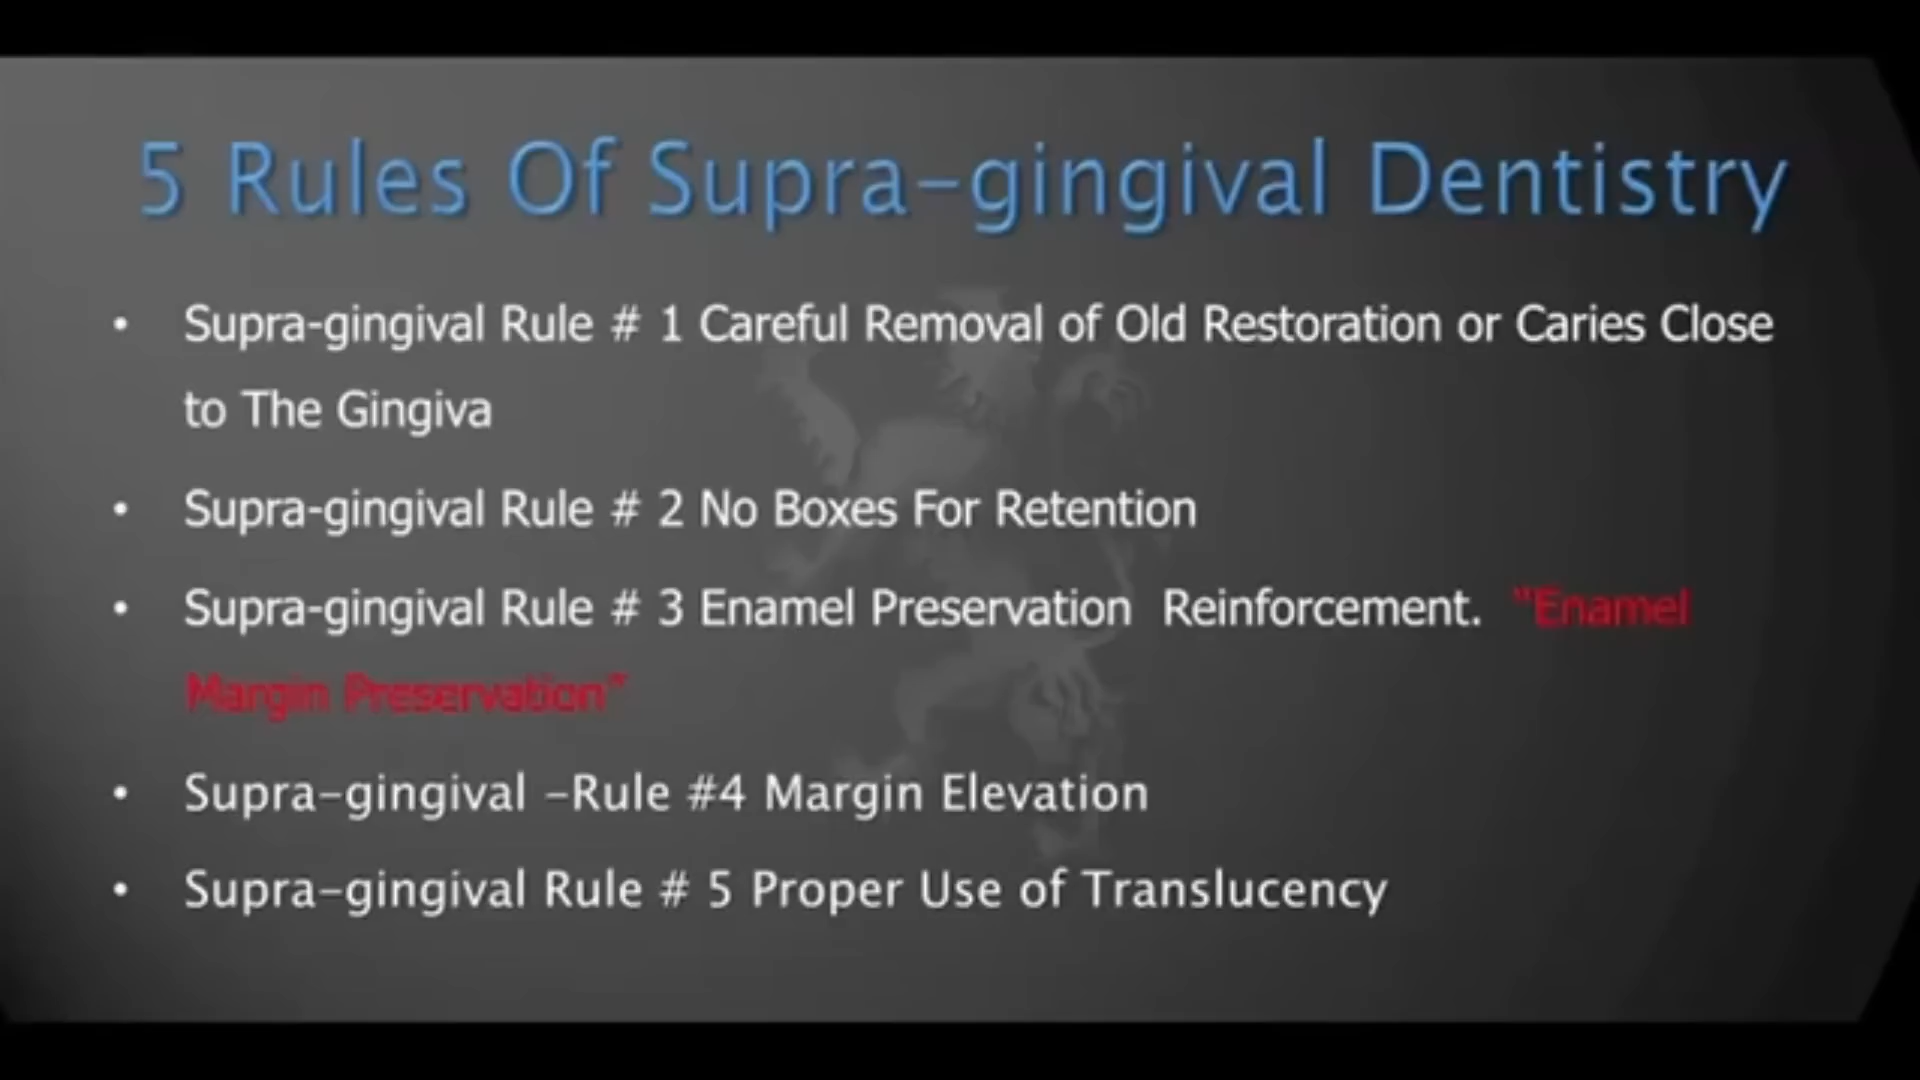 5 Rules Of Supra-gingival Dentistry
• Supra-gingival Rule # 1 Careful Removal of Old Restoration or Caries Close
to The Gingiva
• Supra-gingival Rule # 2 No Boxes For Retention
• Supra-gingival Rule # 3 Enamel Preservation  Reinforcement.  "Enamel
Margin Preservation"
• Supra-gingival -Rule #4 Margin Elevation
• Supra-gingival Rule # 5 Proper Use of Translucency